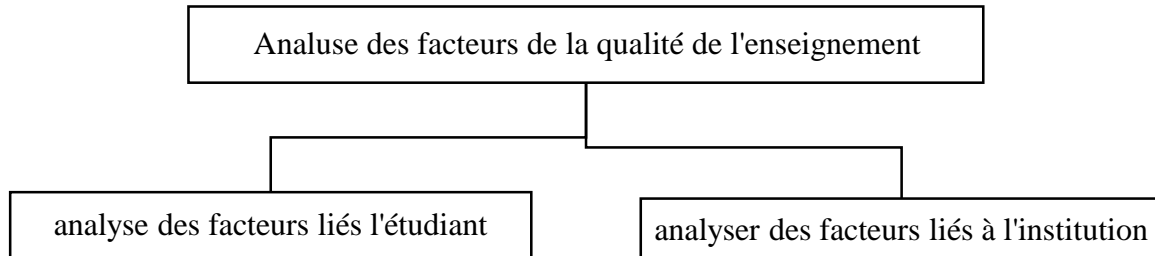 Analuse des facteurs de la qualité de l'enseignement
analyse des facteurs liés l'étudiant
analyser des facteurs liés à l'institution